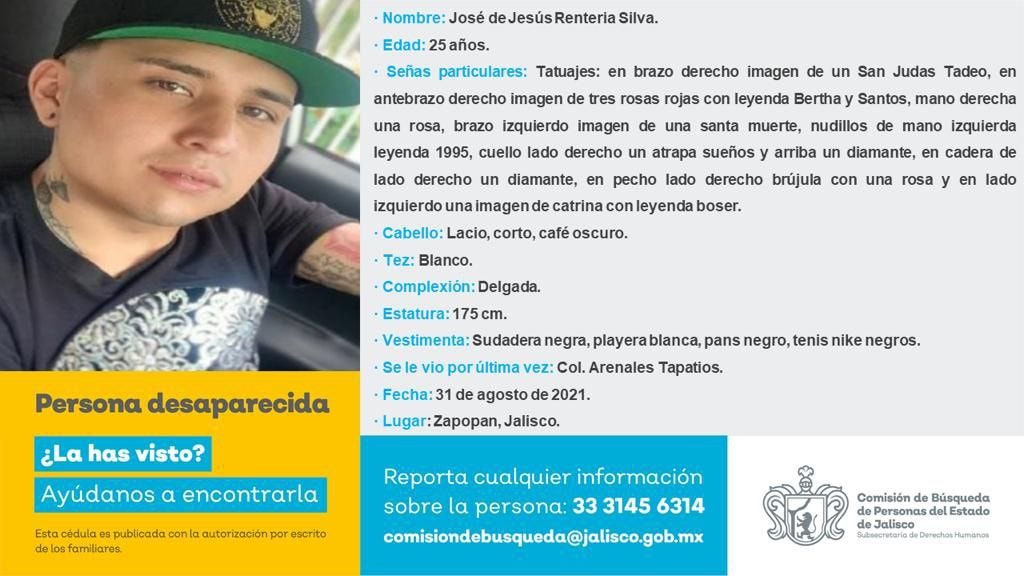 · Nombre: José de Jesús Renteria Silva.
· Edad: 25 años.
· Señas particulares: Tatuajes: en brazo derecho imagen de un San Judas Tadeo, en
antebrazo derecho imagen de tres rosas rojas con leyenda Bertha y Santos, mano derecha
una rosa, brazo izquierdo imagen de una santa muerte, nudillos de mano izquierda
leyenda 1995, cuello lado derecho un atrapa sueños y arriba un diamante, en cadera de
lado derecho un diamante, en pecho lado derecho brújula con una rosa y en lado
izquierdo una imagen de catrina con leyenda boser.
· Cabello: Lacio, corto, café oscuro.
· Tez: Blanco.
· Complexión: Delgada.
· Estatura: 175 cm.
· Vestimenta: Sudadera negra, playera blanca, pans negro, tenis nike negros.
· Se le vio por última vez: Col. Arenales Tapatios.
· Fecha: 31 de agosto de 2021.
· Lugar: Zapopan, Jalisco.
Persona desaparecida
¿La has visto?
Ayúdanos a encontrarla
Esta cédula es publicada con la autorización por escrito
de los familiares.
Reporta cualquier información
sobre la persona: 33 3145 6314
comisiondebusqueda@jalisco.gob.mx
Comisión de Búsqueda
de Personas del Estado
de Jalisco
Subsecretaría de Derechos Humanos